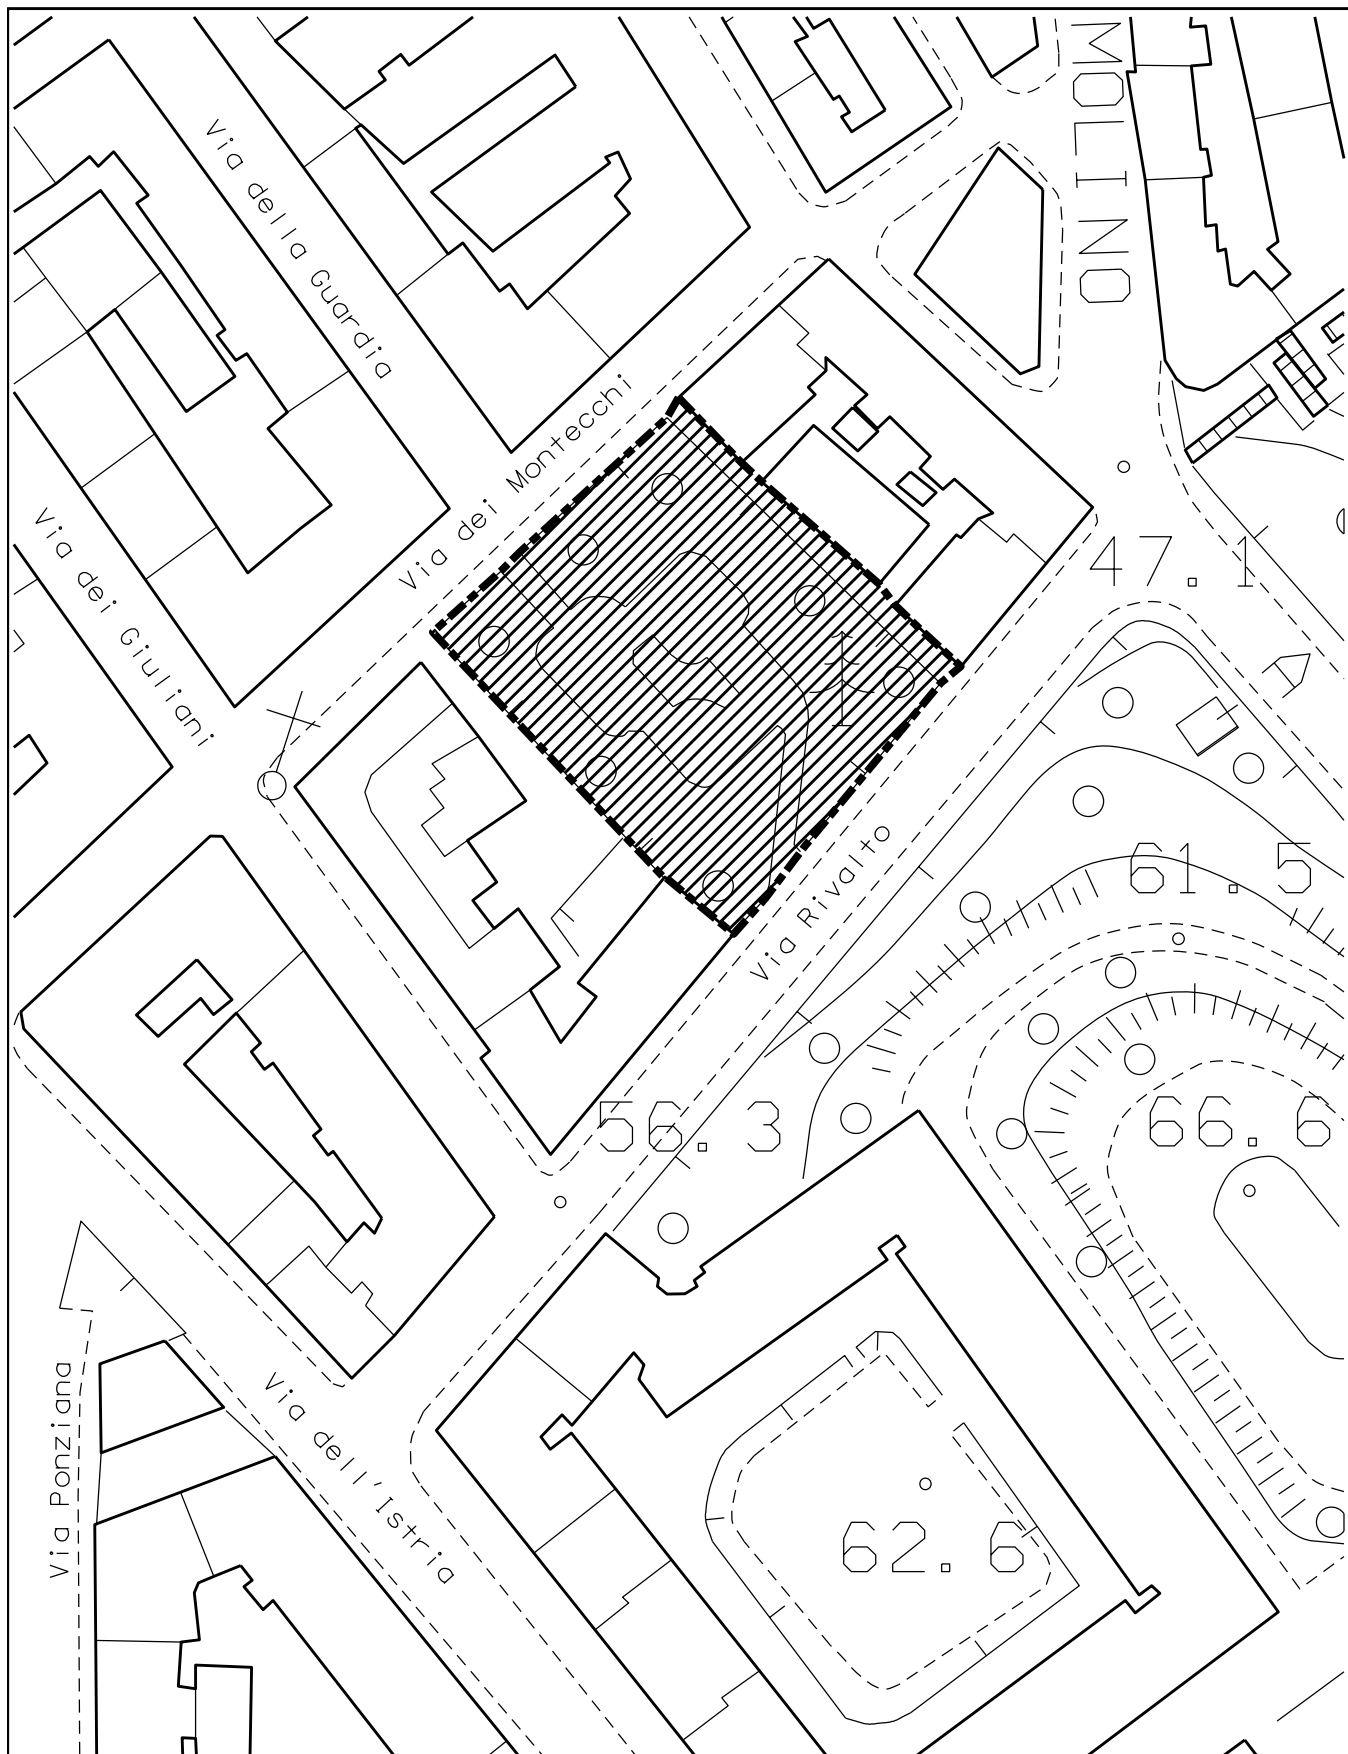 MOLINO
Via della Guardia
Via dei Montecchi
Via dei Giuliani
47.1
1
61.5
Via Rivalto
56.3
66.6
Via Ponziana
Via dell'Istria
62.6